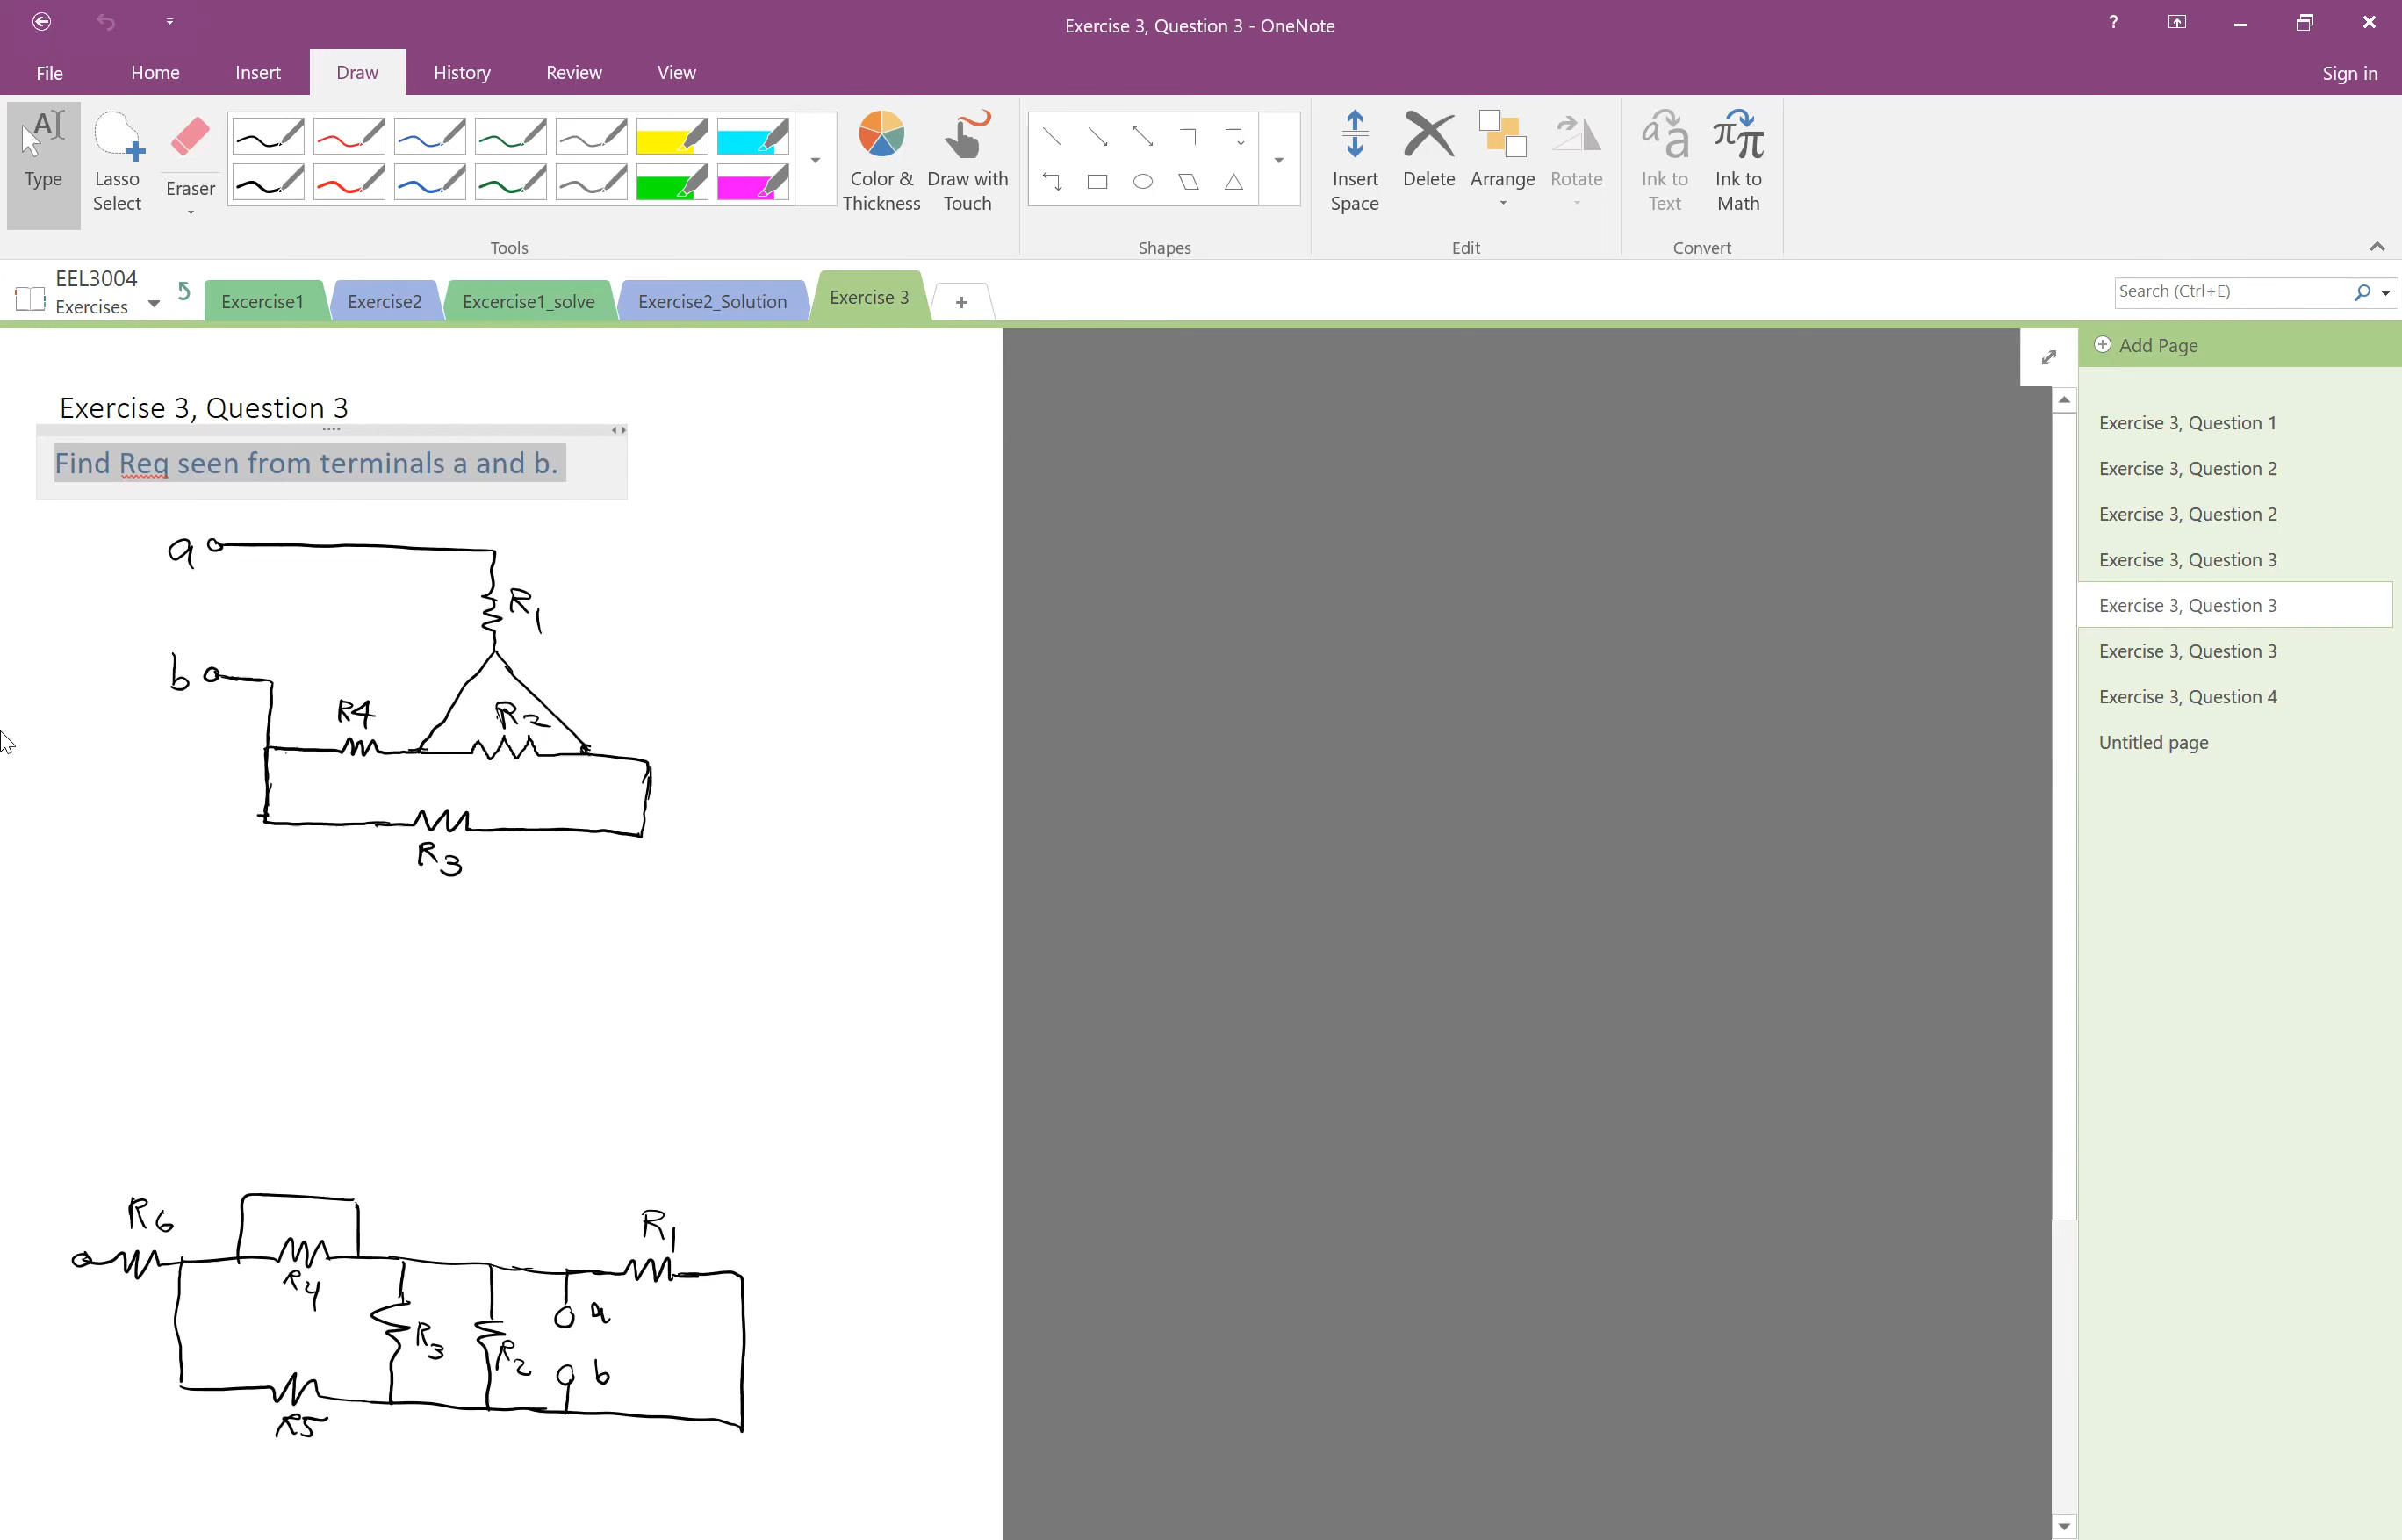 Exercise 3, Question 3 - OneNote
?
File Home Insert Draw History Review View Sign in
Type Lasso Select Eraser Color & Thickness Draw with Touch Insert Space Delete Arrange Rotate Ink to Text Ink to Math
Tools Shapes Edit Convert
EEL3004 Exercises Excercise1 Exercise2 Excercise1_solve Exercise2_Solution Exercise 3 + Search (Ctrl+E)
Add Page
Exercise 3, Question 1
Exercise 3, Question 2
Exercise 3, Question 2
Exercise 3, Question 3
Exercise 3, Question 3
Exercise 3, Question 3
Exercise 3, Question 4
Untitled page
Exercise 3, Question 3
Find Req seen from terminals a and b.
a
R1
b
R4
R2
R3
R6
R1
R4
a
R3
R2
b
R5